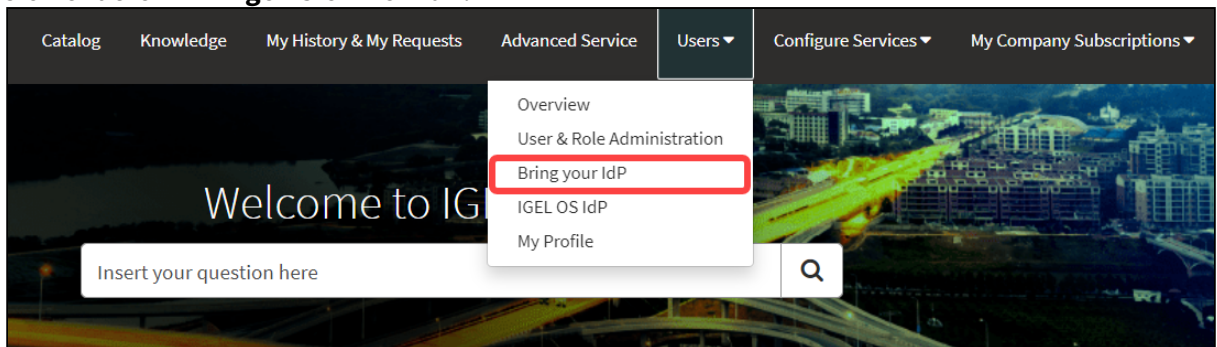 Catalog Knowledge My History & My Requests Advanced Service Users Configure Services My Company Subscriptions
Overview
User & Role Administration
Bring your IdP
IGEL OS IdP
My Profile
Welcome to
Insert your question here